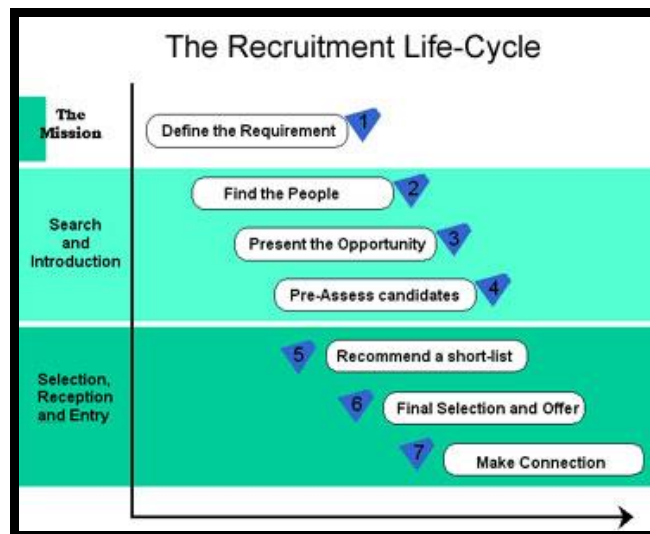 The Recruitment Life-Cycle
The
Mission
Define the Requirement
1
Search
and
Introduction
Find the People
2
Present the Opportunity
3
Pre-Assess candidates
4
Selection,
Reception
and Entry
5
Recommend a short-list
6
Final Selection and Offer
7
Make Connection